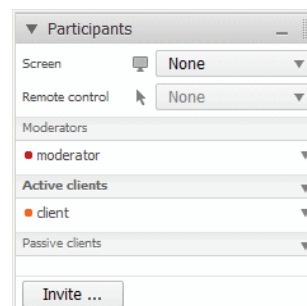 Participants
Screen None
Remote control None
Moderators
moderator
Active clients
client
Passive clients
Invite ...